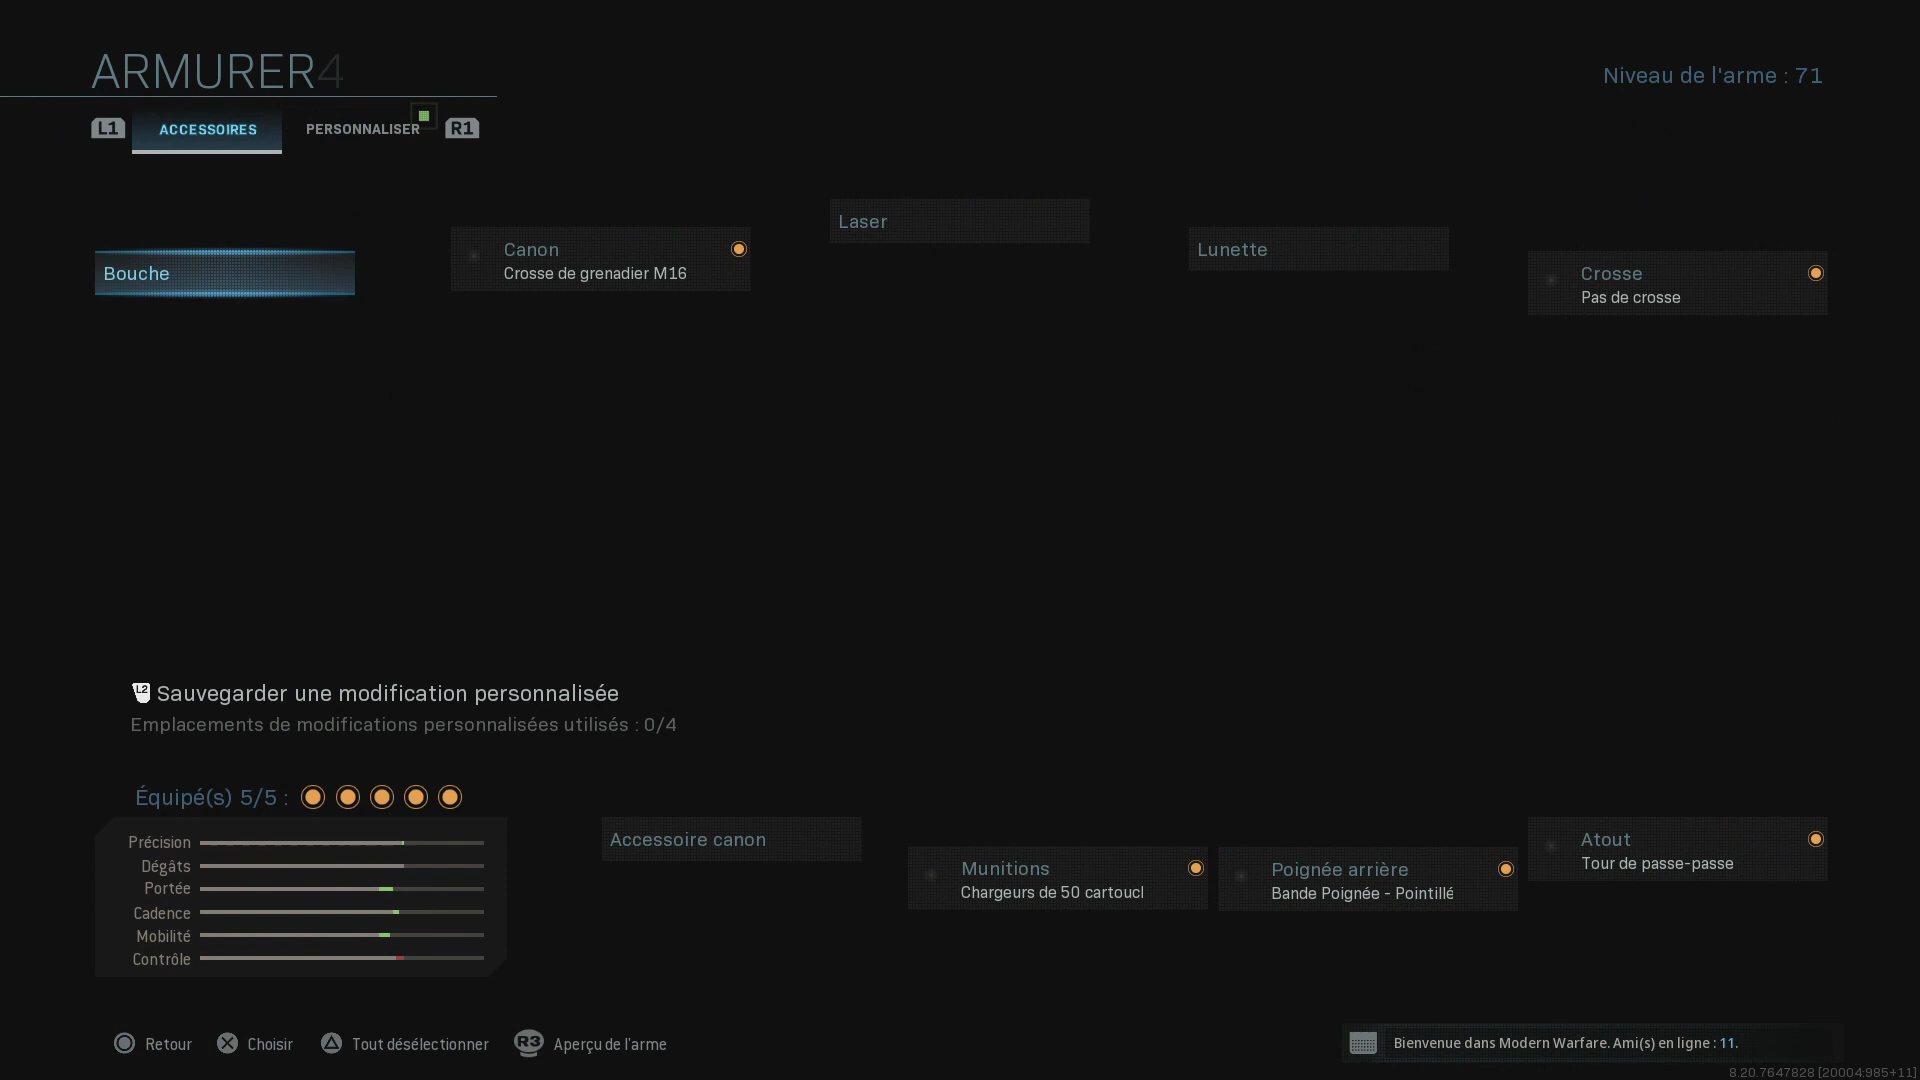 ARMURER4
Niveau de l'arme : 71
L1 ACCESSOIRES PERSONNALISER R1
Laser
Canon
Crosse de grenadier M16
Lunette
Bouche
Crosse
Pas de crosse
L2 Sauvegarder une modification personnalisée
Emplacements de modifications personnalisées utilisés : 0/4
Équipé(s) 5/5 :
Précision
Dégâts
Portée
Cadence
Mobilité
Contrôle
Accessoire canon
Munitions
Chargeurs de 50 cartoucl
Poignée arrière
Bande Poignée - Pointillé
Atout
Tour de passe-passe
Retour Choisir Tout désélectionner R3 Aperçu de l'arme
Bienvenue dans Modern Warfare. Ami(s) en ligne : 11.
8.20.7647828 [20004:985+11]